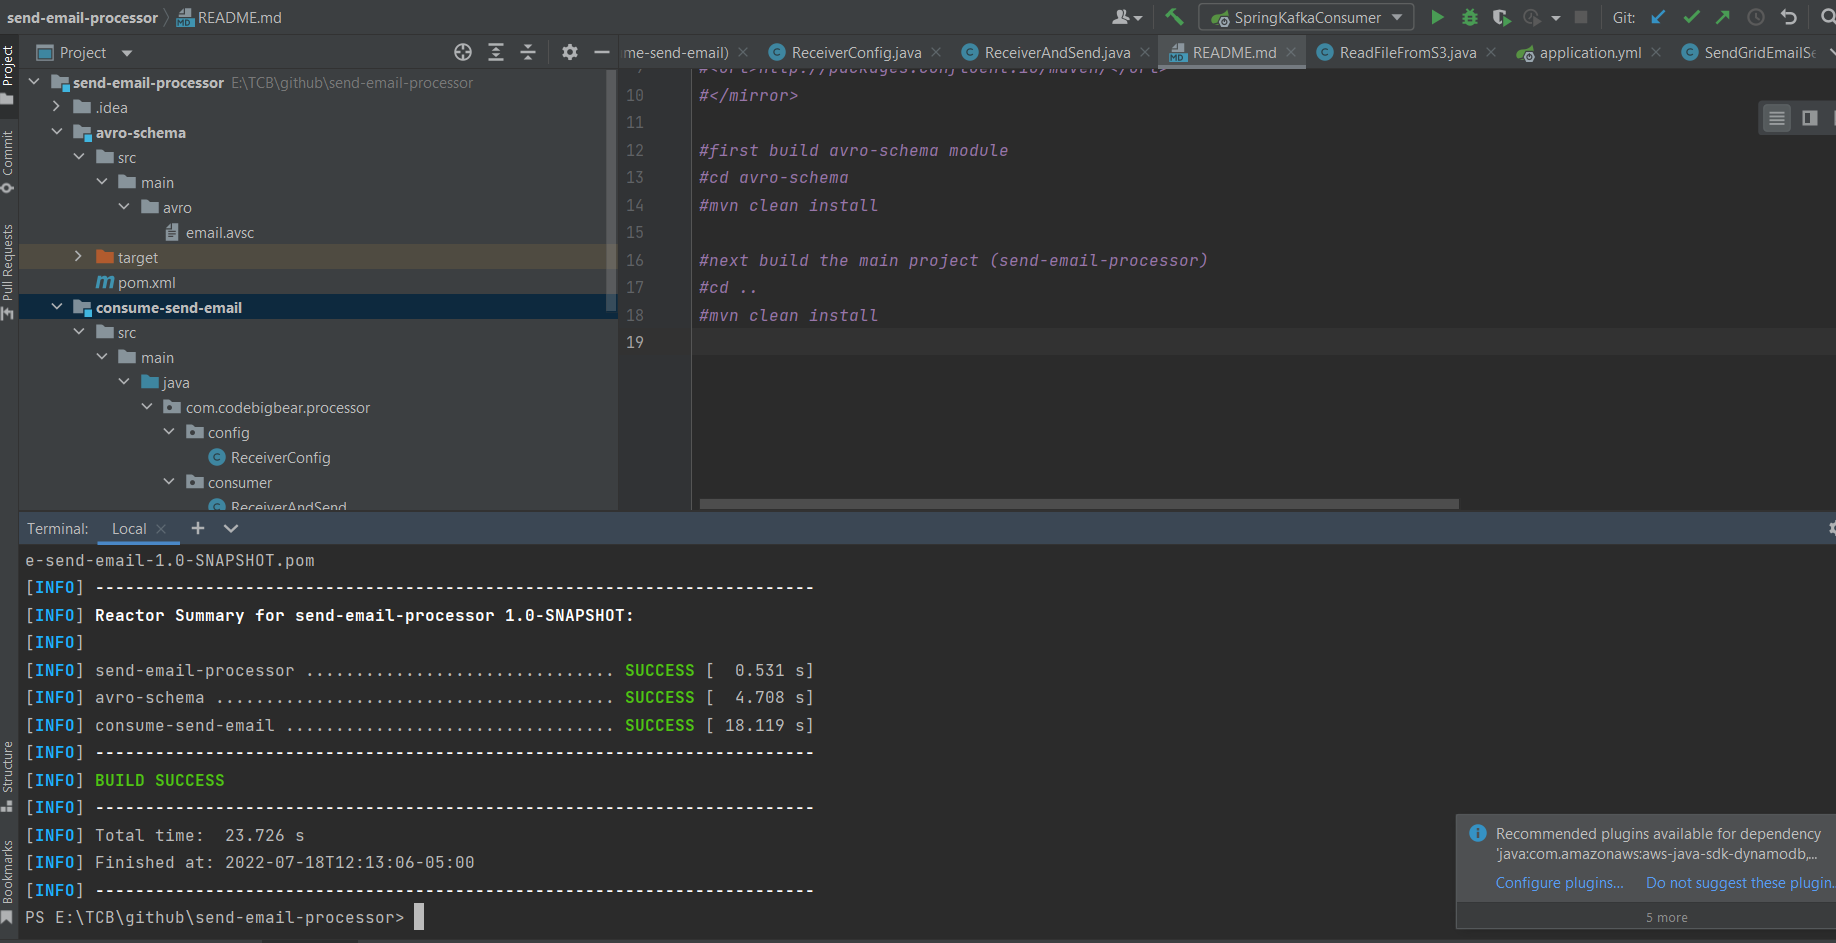 send-email-processor README.md
SpringKafkaConsumer
Git:
Project
me-send-email)
ReceiverConfig.java
ReceiverAndSend.java
README.md
ReadFileFromS3.java
application.yml
SendGridEmailSe
Project
Commit
Pull Requests
Structure
Bookmarks
send-email-processor E:\TCB\github\send-email-processor
.idea
avro-schema
src
main
avro
email.avsc
target
pom.xml
consume-send-email
src
main
java
com.codebigbear.processor
config
ReceiverConfig
consumer
ReceiverAndSend
#<url>http://packages.confluent.io/maven/</url>
10 #</mirror>
11
12 #first build avro-schema module
13 #cd avro-schema
14 #mvn clean install
15
16 #next build the main project (send-email-processor)
17 #cd ..
18 #mvn clean install
19
Terminal: Local
e-send-email-1.0-SNAPSHOT.pom
[INFO] ------------------------------------------------------------------------
[INFO] Reactor Summary for send-email-processor 1.0-SNAPSHOT:
[INFO]
[INFO] send-email-processor ............................... SUCCESS [  0.531 s]
[INFO] avro-schema ........................................ SUCCESS [  4.708 s]
[INFO] consume-send-email ................................. SUCCESS [ 18.119 s]
[INFO] ------------------------------------------------------------------------
[INFO] BUILD SUCCESS
[INFO] ------------------------------------------------------------------------
[INFO] Total time:  23.726 s
[INFO] Finished at: 2022-07-18T12:13:06-05:00
[INFO] ------------------------------------------------------------------------
PS E:\TCB\github\send-email-processor>
Recommended plugins available for dependency
'java:com.amazonaws:aws-java-sdk-dynamodb,...
Configure plugins... Do not suggest these plugin.
5 more